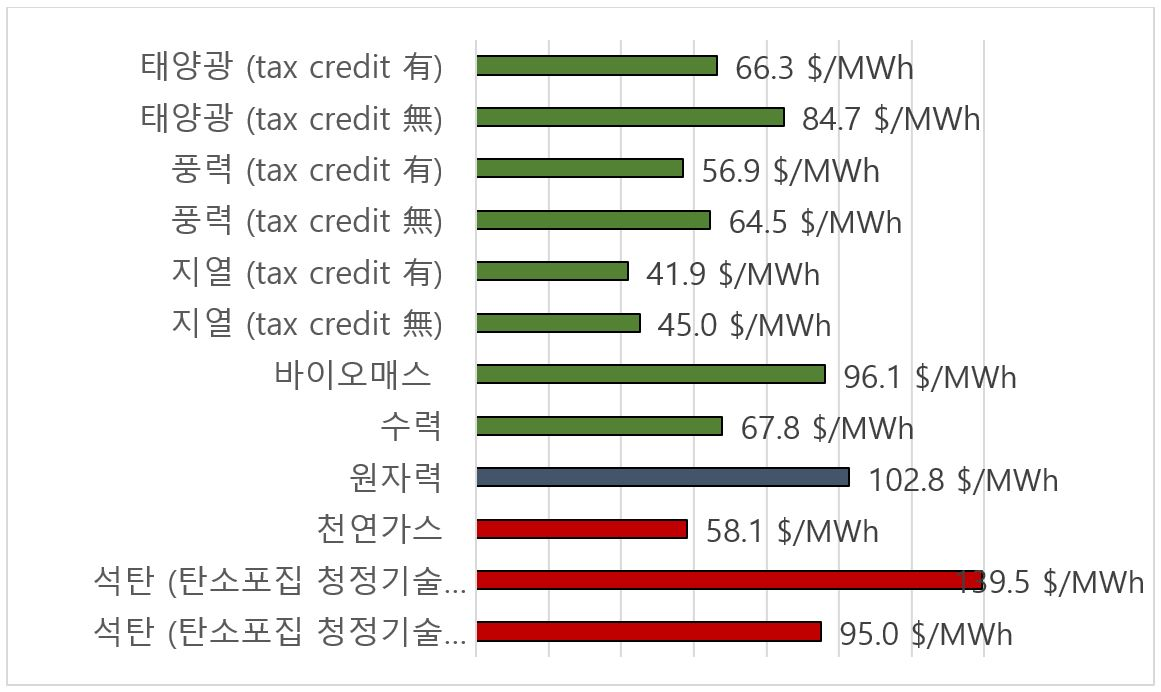 태양광 (tax credit 有) 66.3 $/MWh
태양광 (tax credit 無) 84.7 $/MWh
풍력 (tax credit 有) 56.9 $/MWh
풍력 (tax credit 無) 64.5 $/MWh
지열 (tax credit 有) 41.9 $/MWh
지열 (tax credit 無) 45.0 $/MWh
바이오매스 96.1 $/MWh
수력 67.8 $/MWh
원자력 102.8 $/MWh
천연가스 58.1 $/MWh
석탄 (탄소포집 청정기술... 139.5 $/MWh
석탄 (탄소포집 청정기술... 95.0 $/MWh